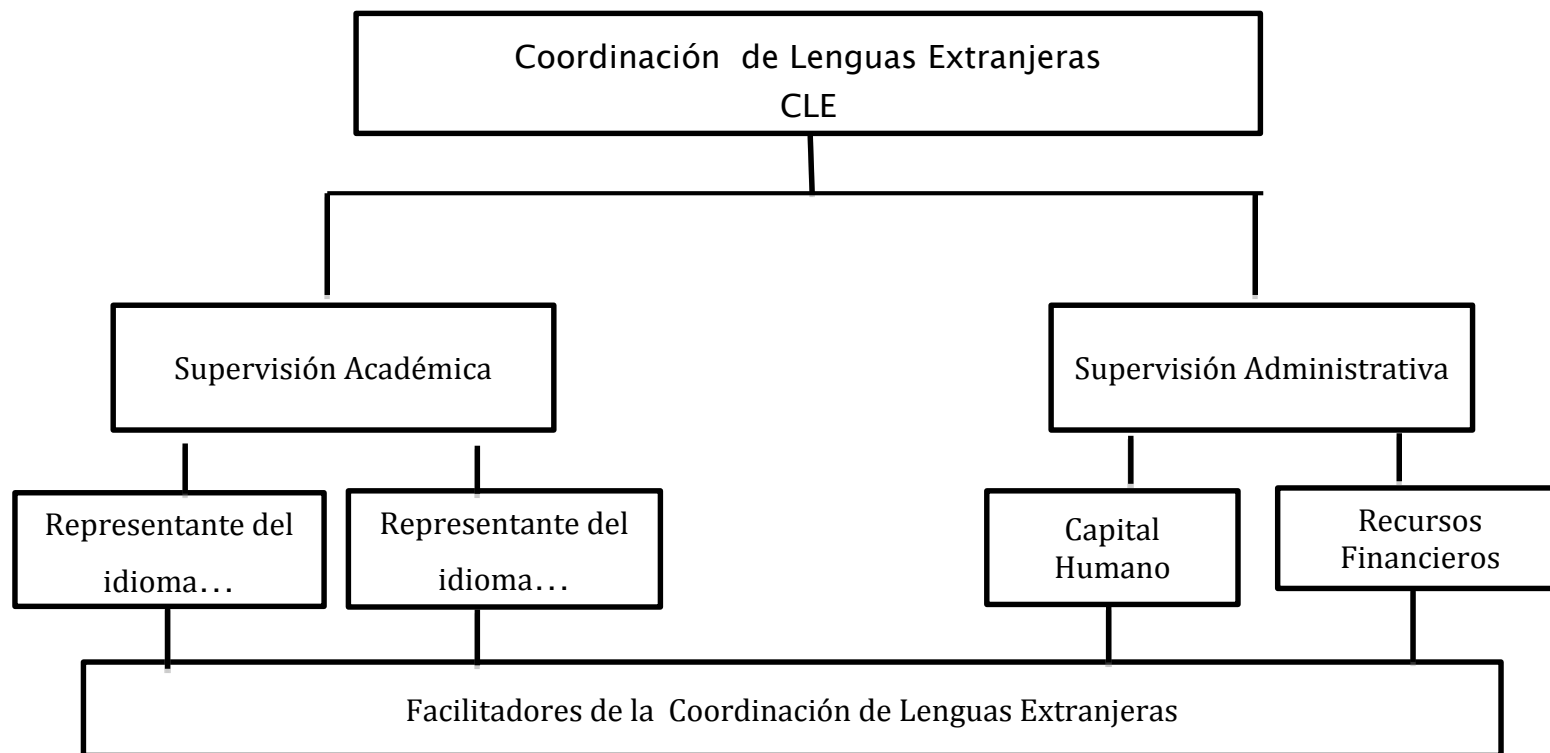 Coordinación de Lenguas Extranjeras
CLE
Supervisión Académica
Supervisión Administrativa
Representante del
idioma…
Representante del
idioma…
Capital
Humano
Recursos
Financieros
Facilitadores de la Coordinación de Lenguas Extranjeras